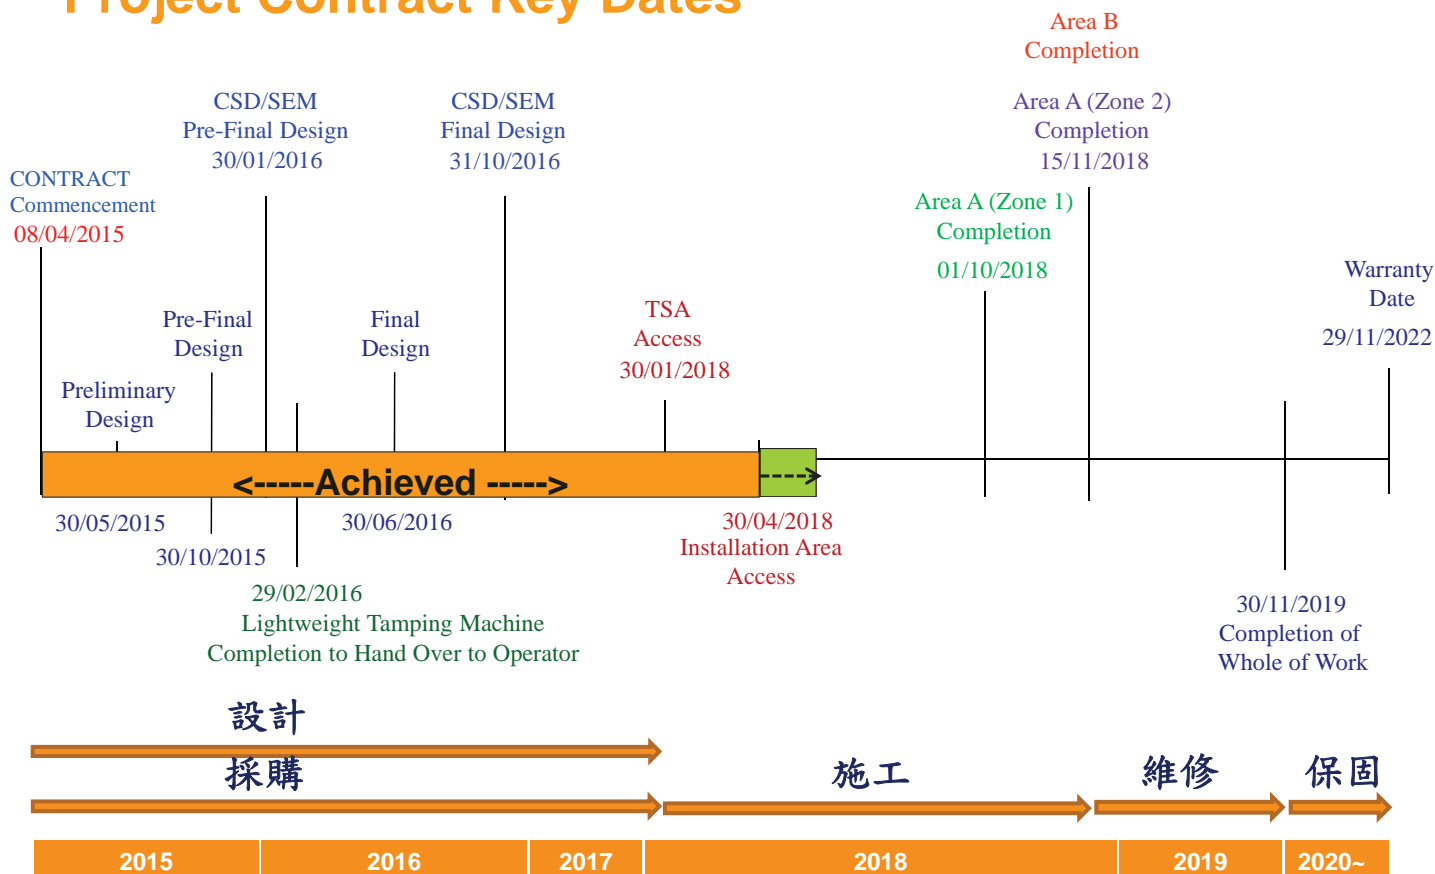 Project Contract Key Dates
Area B
Completion
CSD/SEM
Pre-Final Design
30/01/2016
CSD/SEM
Final Design
31/10/2016
Area A (Zone 2)
Completion
15/11/2018
CONTRACT
Commencement
08/04/2015
Area A (Zone 1)
Completion
01/10/2018
Warranty
Date
29/11/2022
Pre-Final
Design
Final
Design
TSA
Access
30/01/2018
Preliminary
Design
<-----Achieved ----->
30/05/2015
30/10/2015
30/06/2016
30/04/2018
Installation Area
Access
29/02/2016
Lightweight Tamping Machine
Completion to Hand Over to Operator
30/11/2019
Completion of
Whole of Work
設計
採購
施工
維修
保固
2015 2016 2017 2018 2019 2020~